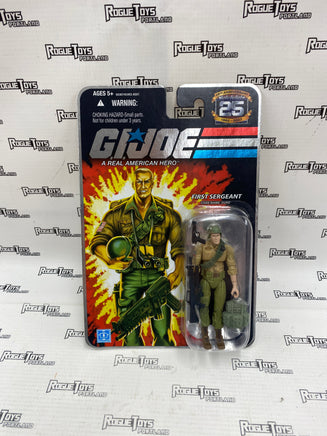 ROGUE TOYS
PORTLAND
AGES 5+
WARNING:
CHOKING HAZARD-Small parts.
Not for children under 3 years.
ROGUE
25
G.I.JOE
A REAL AMERICAN HERO
FIRST SERGEANT